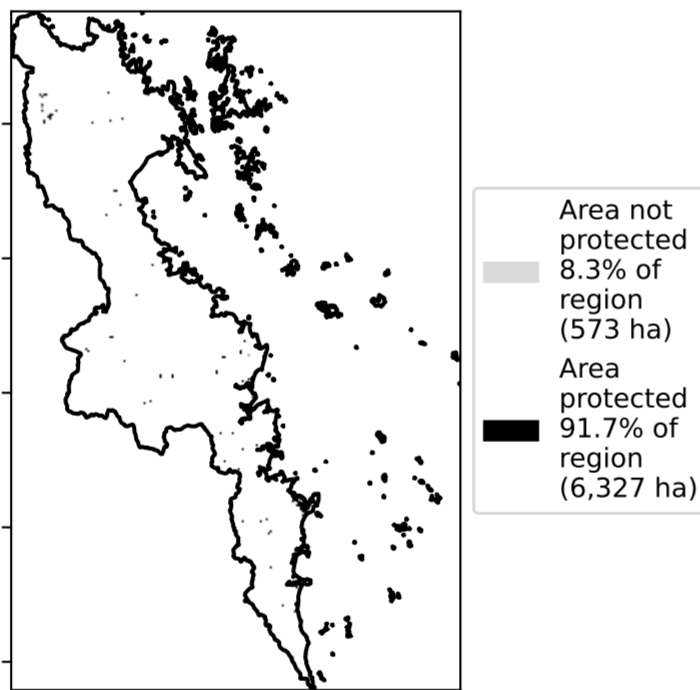 Area not
protected
8.3% of
region
(573 ha)
Area
protected
91.7% of
region
(6,327 ha)